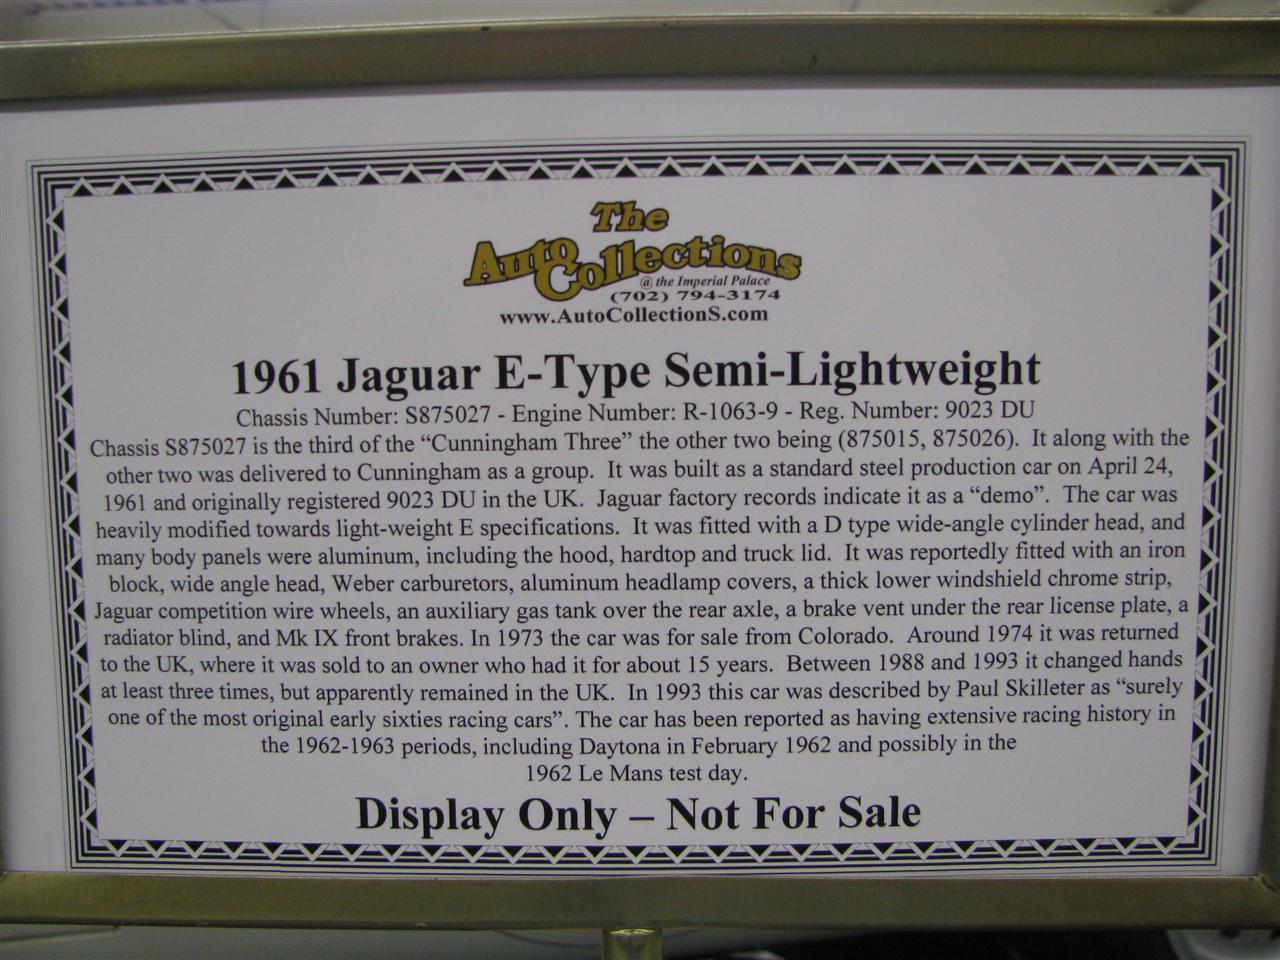 The
Auto Collections
@ the Imperial Palace
(702) 794-3174
www.AutoCollectionS.com
1961 Jaguar E-Type Semi-Lightweight
Chassis Number: S875027 - Engine Number: R-1063-9 - Reg. Number: 9023 DU
Chassis S875027 is the third of the “Cunningham Three” the other two being (875015, 875026). It along with the
other two was delivered to Cunningham as a group. It was built as a standard steel production car on April 24,
1961 and originally registered 9023 DU in the UK. Jaguar factory records indicate it as a “demo”. The car was
heavily modified towards light-weight E specifications. It was fitted with a D type wide-angle cylinder head, and
many body panels were aluminum, including the hood, hardtop and truck lid. It was reportedly fitted with an iron
block, wide angle head, Weber carburetors, aluminum headlamp covers, a thick lower windshield chrome strip,
Jaguar competition wire wheels, an auxiliary gas tank over the rear axle, a brake vent under the rear license plate, a
radiator blind, and Mk IX front brakes. In 1973 the car was for sale from Colorado. Around 1974 it was returned
to the UK, where it was sold to an owner who had it for about 15 years. Between 1988 and 1993 it changed hands
at least three times, but apparently remained in the UK. In 1993 this car was described by Paul Skilleter as “surely
one of the most original early sixties racing cars”. The car has been reported as having extensive racing history in
the 1962-1963 periods, including Daytona in February 1962 and possibly in the
1962 Le Mans test day.
Display Only – Not For Sale